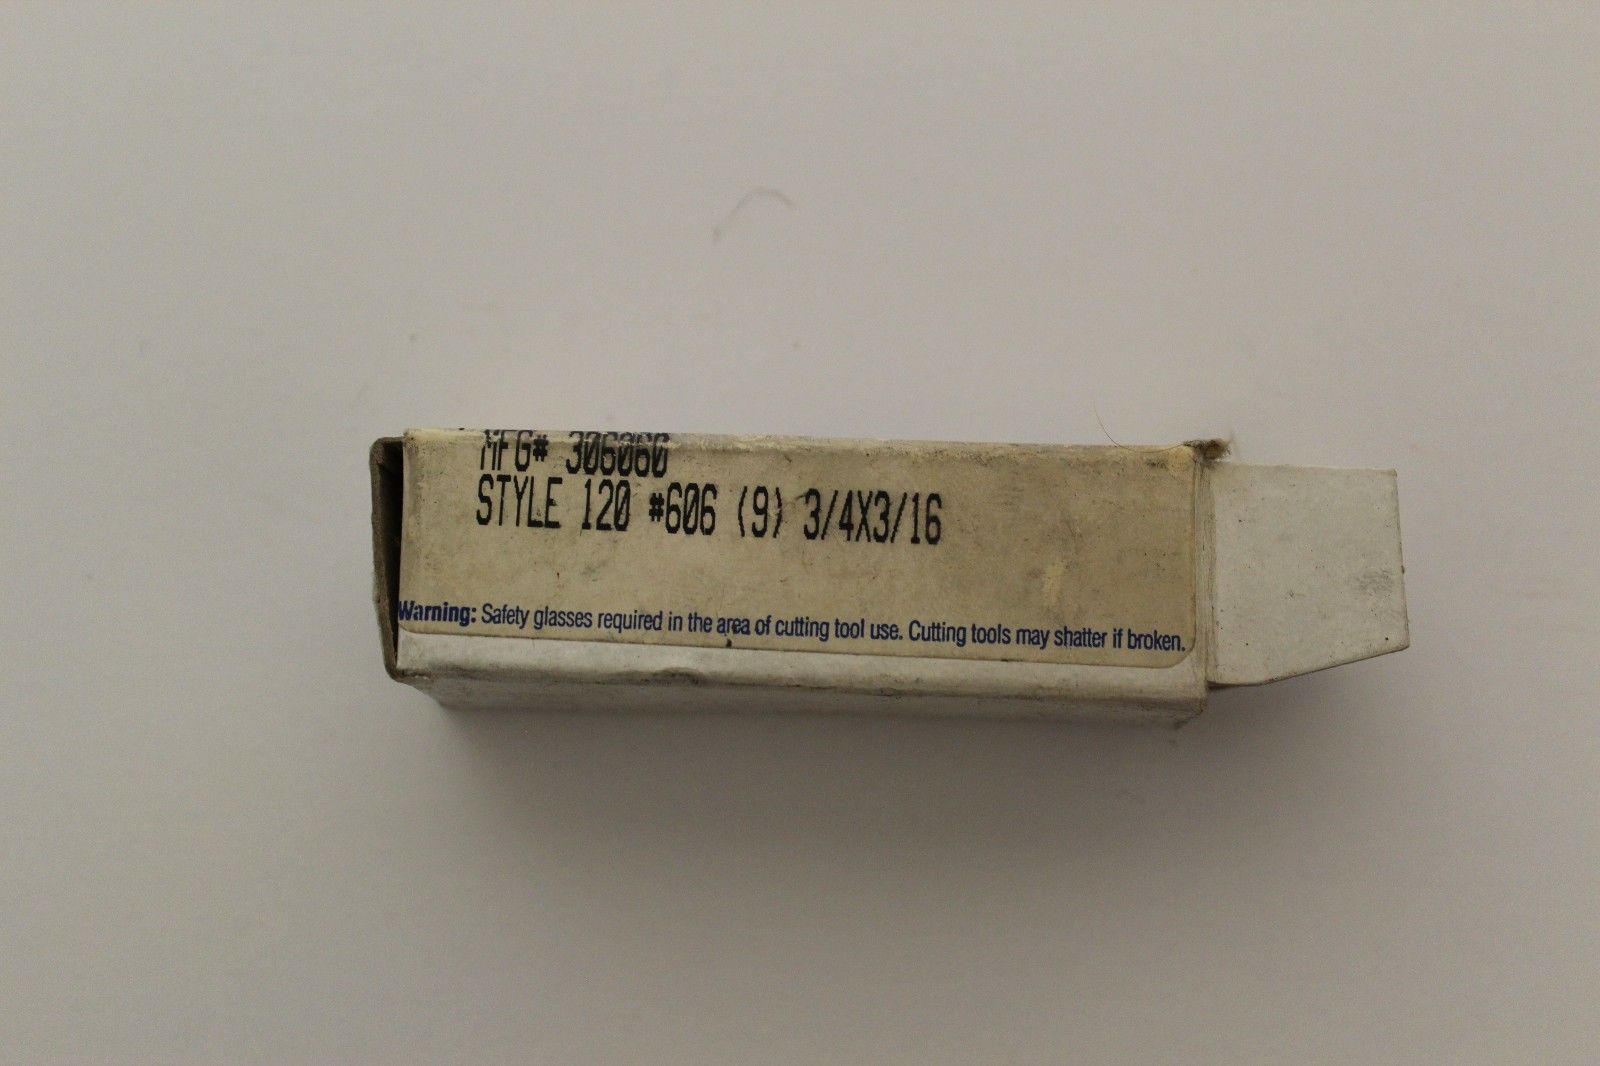 MFG# 306060
STYLE 120 #606 (9) 3/4X3/16
Warning: Safety glasses required in the area of cutting tool use. Cutting tools may shatter if broken.